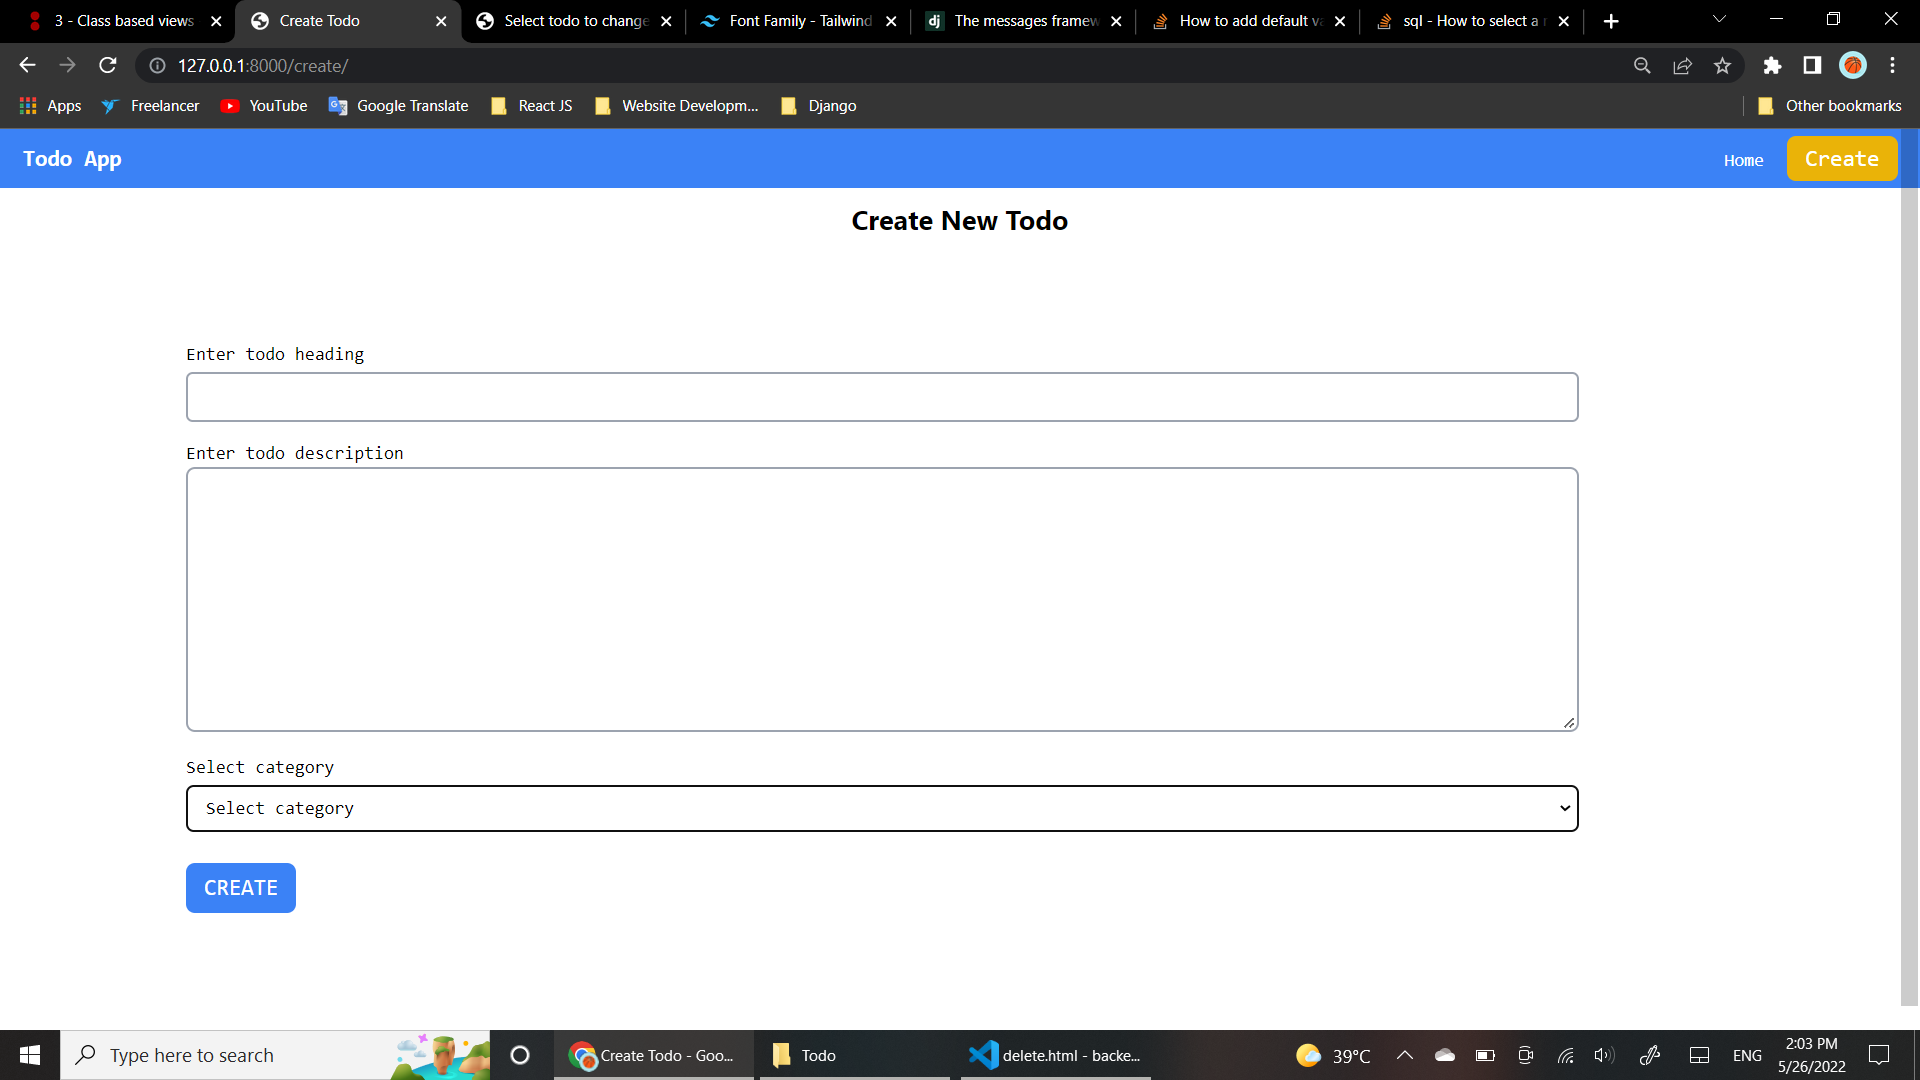 3 - Class based views
Create Todo
Select todo to change
Font Family - Tailwind
The messages framew
How to add default va
sql - How to select a
127.0.0.1:8000/create/
Apps
Freelancer
YouTube
Google Translate
React JS
Website Developm...
Django
Other bookmarks
Todo App
Home
Create
Create New Todo
Enter todo heading
Enter todo description
Select category
Select category
CREATE
Type here to search
Create Todo - Goo...
Todo
delete.html - backe...
39°C
ENG
2:03 PM
5/26/2022